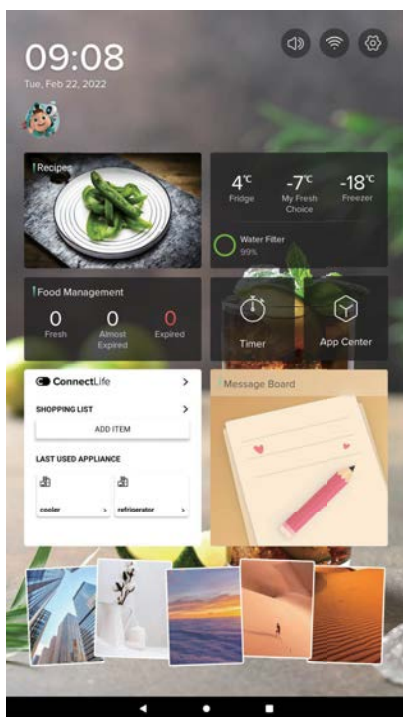 09:08
Tue, Feb 22, 2022
Recipes
4°C
-7°C
-18°C
Fridge
My Fresh
Choice
Freezer
Water Filter
99%
Food Management
0
0
0
Fresh
Almost
Expired
Expired
Timer
App Center
ConnectLife
SHOPPING LIST
ADD ITEM
LAST USED APPLIANCE
cooler
refrigerator
Message Board